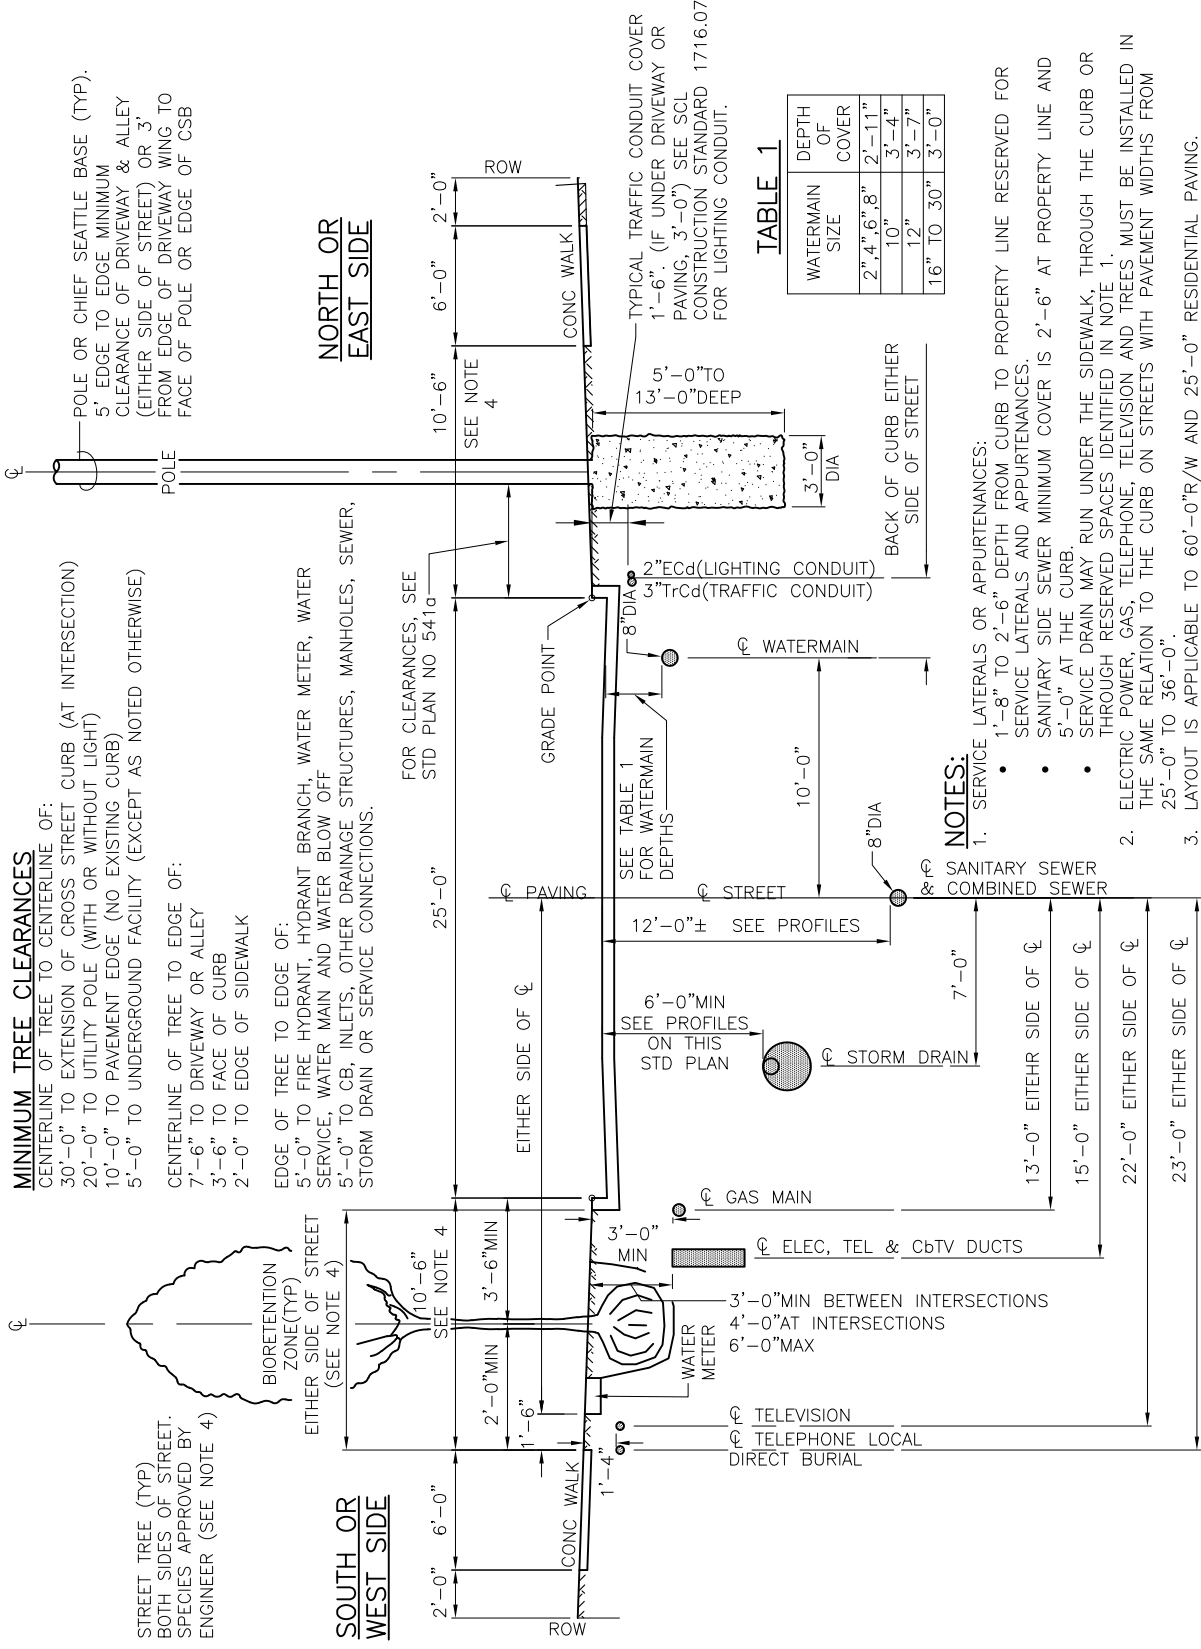 MINIMUM TREE CLEARANCES
CENTERLINE OF TREE TO CENTERLINE OF:
30'-0" TO EXTENSION OF CROSS STREET CURB (AT INTERSECTION)
20'-0" TO UTILITY POLE (WITH OR WITHOUT LIGHT)
10'-0" TO PAVEMENT EDGE (NO EXISTING CURB)
5'-0" TO UNDERGROUND FACILITY (EXCEPT AS NOTED OTHERWISE)
CENTERLINE OF TREE TO EDGE OF:
7'-6" TO DRIVEWAY OR ALLEY
3'-6" TO FACE OF CURB
2'-0" TO EDGE OF SIDEWALK
EDGE OF TREE TO EDGE OF:
5'-0" TO FIRE HYDRANT, HYDRANT BRANCH, WATER METER, WATER
SERVICE, WATER MAIN AND WATER BLOW OFF
5'-0" TO CB, INLETS, OTHER DRAINAGE STRUCTURES, MANHOLES, SEWER,
STORM DRAIN OR SERVICE CONNECTIONS.
STREET TREE (TYP)
BOTH SIDES OF STREET.
SPECIES APPROVED BY
ENGINEER (SEE NOTE 4)
℄
BIORETENTION
ZONE(TYP)
EITHER SIDE OF STREET
(SEE NOTE 4)
℄
POLE OR CHIEF SEATTLE BASE (TYP).
5' EDGE TO EDGE MINIMUM
CLEARANCE OF DRIVEWAY & ALLEY
(EITHER SIDE OF STREET) OR 3'
FROM EDGE OF DRIVEWAY WING TO
FACE OF POLE OR EDGE OF CSB
POLE
SOUTH OR
WEST SIDE
NORTH OR
EAST SIDE
FOR CLEARANCES, SEE
STD PLAN NO 541a
2'-0"
6'-0"
10'-6"
SEE NOTE 4
25'-0"
10'-6"
SEE NOTE
4
6'-0"
2'-0"
2'-0"MIN
3'-6"MIN
1'-6"
EITHER SIDE OF ℄
GRADE POINT
ROW
CONC WALK
CONC WALK
ROW
1'-4"
WATER
METER
3'-0"
MIN
6'-0"MIN
SEE PROFILES
ON THIS
STD PLAN
℄ PAVING
℄ STREET
12'-0"± SEE PROFILES
SEE TABLE 1
FOR WATERMAIN
DEPTHS
8"DIA
2"ECd(LIGHTING CONDUIT)
3"TrCd(TRAFFIC CONDUIT)
5'-0"TO
13'-0"DEEP
3'-0"
DIA
TYPICAL TRAFFIC CONDUIT COVER
1'-6". (IF UNDER DRIVEWAY OR
PAVING, 3'-0") SEE SCL
CONSTRUCTION STANDARD 1716.07
FOR LIGHTING CONDUIT.
℄ TELEVISION
℄ TELEPHONE LOCAL
DIRECT BURIAL
3'-0"MIN BETWEEN INTERSECTIONS
4'-0"AT INTERSECTIONS
6'-0"MAX
℄ ELEC, TEL & CbTV DUCTS
℄ GAS MAIN
℄ STORM DRAIN
℄ WATERMAIN
10'-0"
BACK OF CURB EITHER
SIDE OF STREET
8"DIA
℄ SANITARY SEWER
& COMBINED SEWER
7'-0"
13'-0" EITEHR SIDE OF ℄
15'-0" EITHER SIDE OF ℄
22'-0" EITHER SIDE OF ℄
23'-0" EITHER SIDE OF ℄
TABLE 1
WATERMAIN SIZE DEPTH OF COVER
2",4",6",8" 2'-11"
10" 3'-4"
12" 3'-7"
16" TO 30" 3'-0"
NOTES:
1. SERVICE LATERALS OR APPURTENANCES:
• 1'-8" TO 2'-6" DEPTH FROM CURB TO PROPERTY LINE RESERVED FOR
SERVICE LATERALS AND APPURTENANCES.
• SANITARY SIDE SEWER MINIMUM COVER IS 2'-6" AT PROPERTY LINE AND
5'-0" AT THE CURB.
• SERVICE DRAIN MAY RUN UNDER THE SIDEWALK, THROUGH THE CURB OR
THROUGH RESERVED SPACES IDENTIFIED IN NOTE 1.
2. ELECTRIC POWER, GAS, TELEPHONE, TELEVISION AND TREES MUST BE INSTALLED IN
THE SAME RELATION TO THE CURB ON STREETS WITH PAVEMENT WIDTHS FROM
25'-0" TO 36'-0".
3. LAYOUT IS APPLICABLE TO 60'-0"R/W AND 25'-0" RESIDENTIAL PAVING.